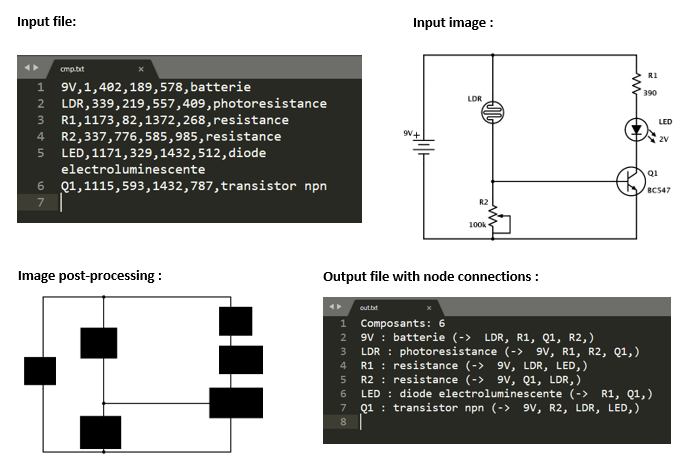 Input file:
Input image :
cmp.txt x
1 9V,1,402,189,578,batterie
2 LDR,339,219,557,409,photoresistance
3 R1,1173,82,1372,268,resistance
4 R2,337,776,585,985,resistance
5 LED,1171,329,1432,512,diode
electroluminescente
6 Q1,1115,593,1432,787,transistor npn
7
R1
390
LDR
LED
2V
9V
+
Q1
BC547
R2
100k
Image post-processing :
Output file with node connections :
out.txt x
1 Composants: 6
2 9V : batterie (-> LDR, R1, Q1, R2,)
3 LDR : photoresistance (-> 9V, R1, R2, Q1,)
4 R1 : resistance (-> 9V, LDR, LED,)
5 R2 : resistance (-> 9V, Q1, LDR,)
6 LED : diode electroluminescente (-> R1, Q1,)
7 Q1 : transistor npn (-> 9V, R2, LDR, LED,)
8